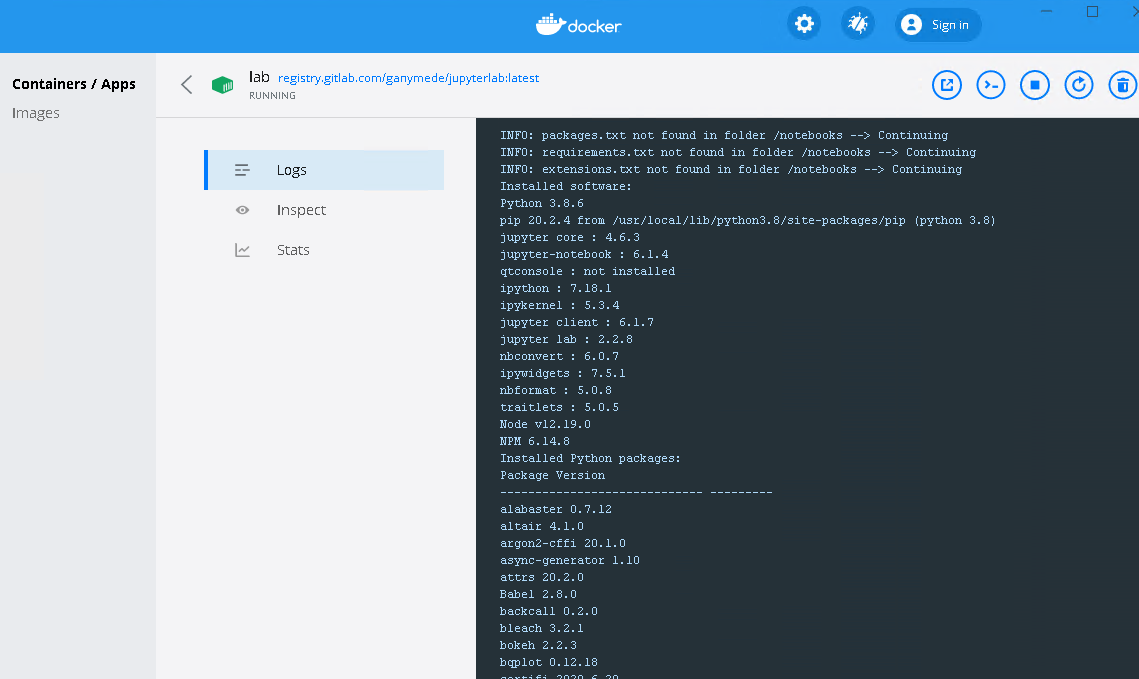 docker
Sign in
Containers / Apps
Images
lab registry.gitlab.com/ganymede/jupyterlab:latest
RUNNING
Logs
Inspect
Stats
INFO: packages.txt not found in folder /notebooks --> Continuing
INFO: requirements.txt not found in folder /notebooks --> Continuing
INFO: extensions.txt not found in folder /notebooks --> Continuing
Installed software:
Python 3.8.6
pip 20.2.4 from /usr/local/lib/python3.8/site-packages/pip (python 3.8)
jupyter core : 4.6.3
jupyter-notebook : 6.1.4
qtconsole : not installed
ipython : 7.18.1
ipykernel : 5.3.4
jupyter client : 6.1.7
jupyter lab : 2.2.8
nbconvert : 6.0.7
ipywidgets : 7.5.1
nbformat : 5.0.8
traitlets : 5.0.5
Node v12.19.0
NPM 6.14.8
Installed Python packages:
Package Version
----------------------------- ---------
alabaster 0.7.12
altair 4.1.0
argon2-cffi 20.1.0
async-generator 1.10
attrs 20.2.0
Babel 2.8.0
backcall 0.2.0
bleach 3.2.1
bokeh 2.2.3
bqplot 0.12.18
certifi 2020.6.20